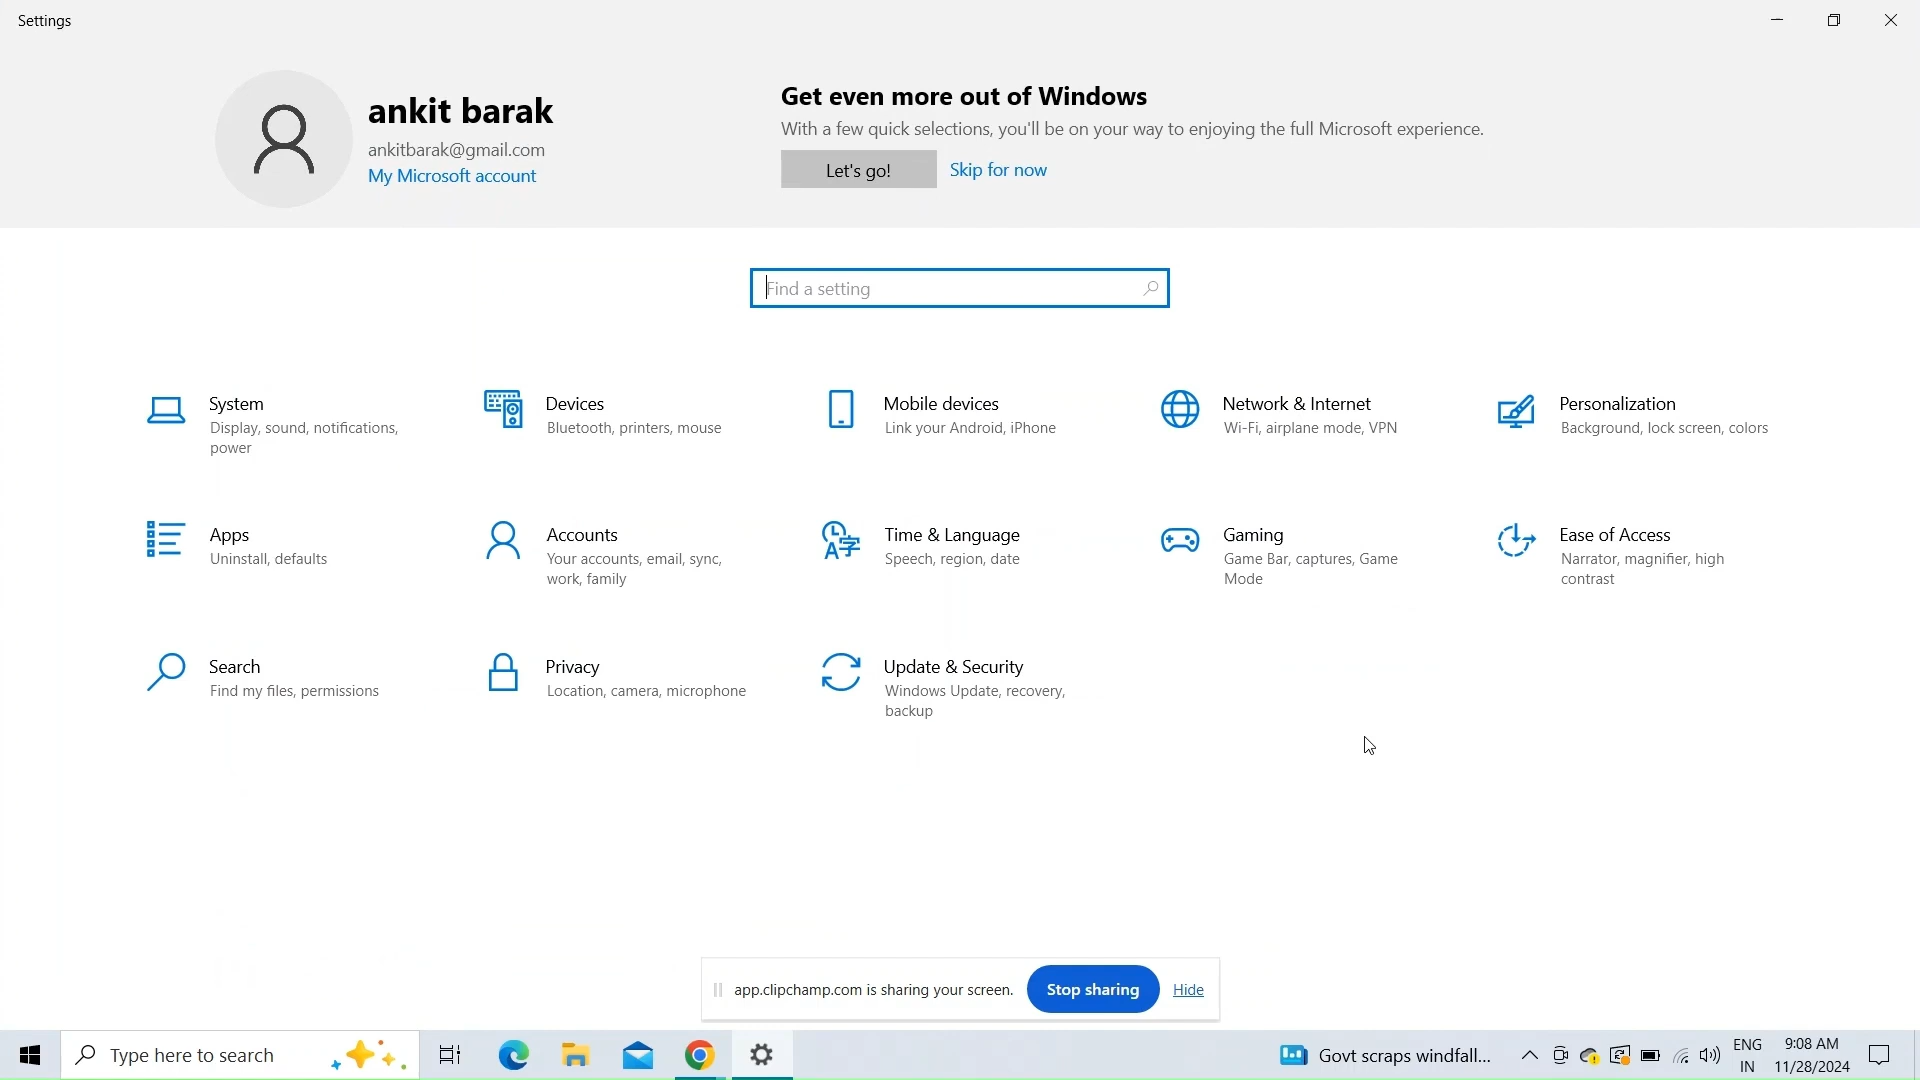 Settings
ankit barak
ankitbarak@gmail.com
My Microsoft account
Get even more out of Windows
With a few quick selections, you'll be on your way to enjoying the full Microsoft experience.
Let's go!
Skip for now
Find a setting
System
Display, sound, notifications,
power
Devices
Bluetooth, printers, mouse
Mobile devices
Link your Android, iPhone
Network & Internet
Wi-Fi, airplane mode, VPN
Personalization
Background, lock screen, colors
Apps
Uninstall, defaults
Accounts
Your accounts, email, sync,
work, family
Time & Language
Speech, region, date
Gaming
Game Bar, captures, Game
Mode
Ease of Access
Narrator, magnifier, high
contrast
Search
Find my files, permissions
Privacy
Location, camera, microphone
Update & Security
Windows Update, recovery,
backup
app.clipchamp.com is sharing your screen.
Stop sharing
Hide
Type here to search
Govt scraps windfall...
ENG
IN
9:08 AM
11/28/2024